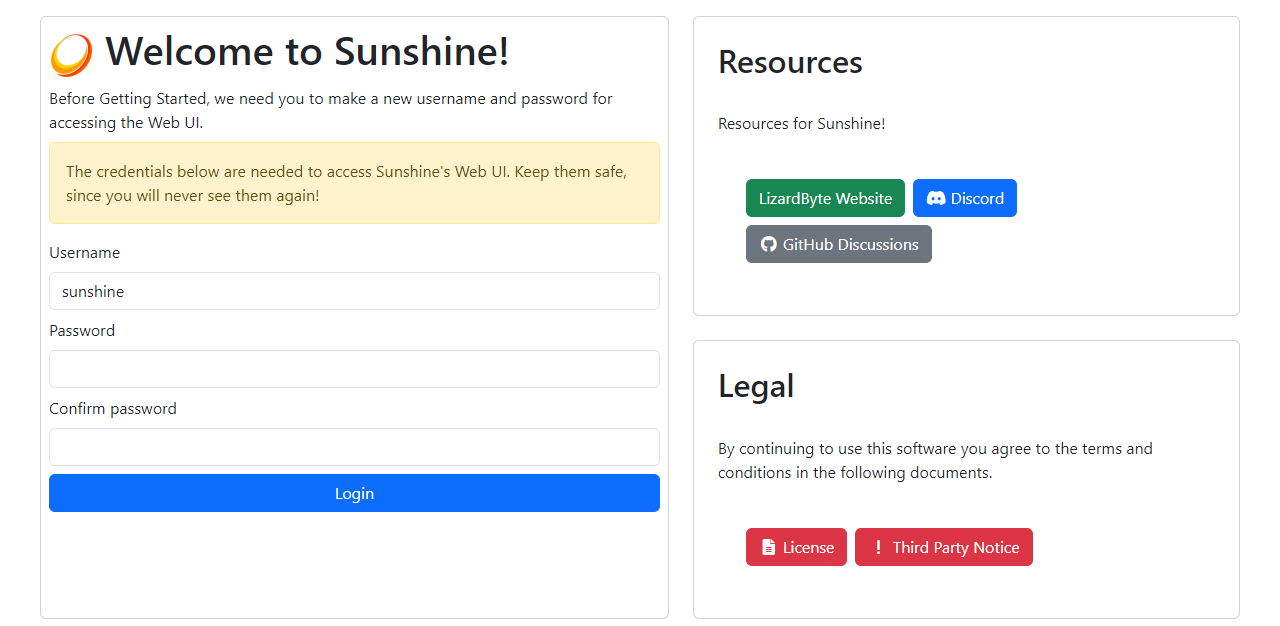 Welcome to Sunshine!
Before Getting Started, we need you to make a new username and password for
accessing the Web UI.
The credentials below are needed to access Sunshine's Web UI. Keep them safe,
since you will never see them again!
Username
sunshine
Password
Confirm password
Login
Resources
Resources for Sunshine!
LizardByte Website
Discord
GitHub Discussions
Legal
By continuing to use this software you agree to the terms and
conditions in the following documents.
License
Third Party Notice